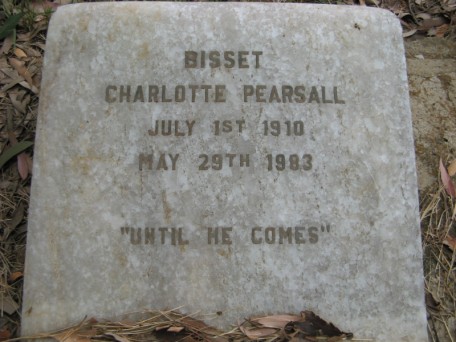 BISSET
CHARLOTTE PEARSALL
JULY 1ST 1910
MAY 29TH 1983
"UNTIL HE COMES"